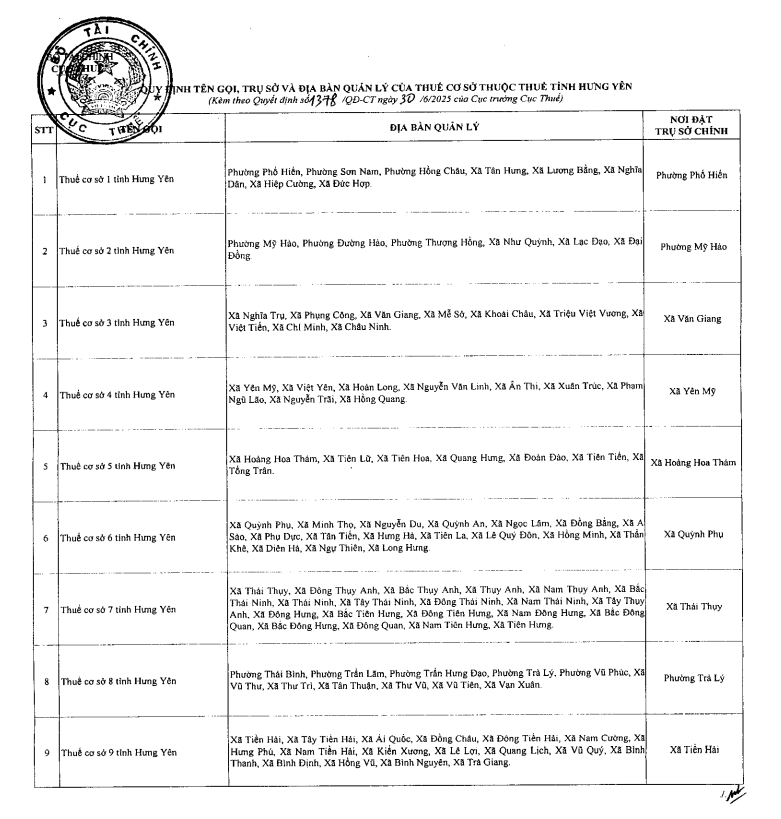 BỘ TÀI CHÍNH
CỤC THUẾ
QUY ĐỊNH TÊN GỌI, TRỤ SỞ VÀ ĐỊA BÀN QUẢN LÝ CỦA THUẾ CƠ SỞ THUỘC THUẾ TỈNH HƯNG YÊN
(Kèm theo Quyết định số 1378 /QĐ-CT ngày 30 /6/2025 của Cục trưởng Cục Thuế)
STT TÊN GỌI ĐỊA BÀN QUẢN LÝ NƠI ĐẶT
TRỤ SỞ CHÍNH
1 Thuế cơ sở 1 tỉnh Hưng Yên Phường Phố Hiến, Phường Sơn Nam, Phường Hồng Châu, Xã Tân Hưng, Xã Lương Bằng, Xã Nghĩa
Dân, Xã Hiệp Cường, Xã Đức Hợp. Phường Phố Hiến
2 Thuế cơ sở 2 tỉnh Hưng Yên Phường Mỹ Hào, Phường Đường Hào, Phường Thượng Hồng, Xã Như Quỳnh, Xã Lạc Đạo, Xã Đại
Đồng. Phường Mỹ Hào
3 Thuế cơ sở 3 tỉnh Hưng Yên Xã Nghĩa Trụ, Xã Phụng Công, Xã Văn Giang, Xã Mễ Sở, Xã Khoái Châu, Xã Triệu Việt Vương, Xã
Việt Tiến, Xã Chí Minh, Xã Châu Ninh. Xã Văn Giang
4 Thuế cơ sở 4 tỉnh Hưng Yên Xã Yên Mỹ, Xã Việt Yên, Xã Hoàn Long, Xã Nguyễn Văn Linh, Xã Ân Thi, Xã Xuân Trúc, Xã Phạm
Ngũ Lão, Xã Nguyễn Trãi, Xã Hồng Quang. Xã Yên Mỹ
5 Thuế cơ sở 5 tỉnh Hưng Yên Xã Hoàng Hoa Thám, Xã Tiên Lữ, Xã Tiên Hoa, Xã Quang Hưng, Xã Đoàn Đào, Xã Tiên Tiến, Xã
Tống Trân. Xã Hoàng Hoa Thám
6 Thuế cơ sở 6 tỉnh Hưng Yên Xã Quỳnh Phụ, Xã Minh Thọ, Xã Nguyễn Du, Xã Quỳnh An, Xã Ngọc Lâm, Xã Đồng Bằng, Xã A
Sào, Xã Phụ Dực, Xã Tân Tiến, Xã Hưng Hà, Xã Tiên La, Xã Lê Quý Đôn, Xã Hồng Minh, Xã Thần
Khê, Xã Diên Hà, Xã Ngự Thiên, Xã Long Hưng. Xã Quỳnh Phụ
7 Thuế cơ sở 7 tỉnh Hưng Yên Xã Thái Thụy, Xã Đông Thụy Anh, Xã Bắc Thụy Anh, Xã Thụy Anh, Xã Nam Thụy Anh, Xã Bắc
Thái Ninh, Xã Thái Ninh, Xã Tây Thái Ninh, Xã Đông Thái Ninh, Xã Nam Thái Ninh, Xã Tây Thụy
Anh, Xã Đông Hưng, Xã Bắc Tiên Hưng, Xã Đông Tiên Hưng, Xã Nam Đông Hưng, Xã Bắc Đông
Quan, Xã Bắc Đông Hưng, Xã Đông Quan, Xã Nam Tiên Hưng, Xã Tiên Hưng. Xã Thái Thụy
8 Thuế cơ sở 8 tỉnh Hưng Yên Phường Thái Bình, Phường Trần Lãm, Phường Trần Hưng Đạo, Phường Trà Lý, Phường Vũ Phúc, Xã
Vũ Thư, Xã Thư Trì, Xã Tân Thuận, Xã Thư Vũ, Xã Vũ Tiên, Xã Vạn Xuân. Phường Trà Lý
9 Thuế cơ sở 9 tỉnh Hưng Yên Xã Tiền Hải, Xã Tây Tiền Hải, Xã Ái Quốc, Xã Đồng Châu, Xã Đông Tiền Hải, Xã Nam Cường, Xã
Hưng Phú, Xã Nam Tiền Hải, Xã Kiến Xương, Xã Lê Lợi, Xã Quang Lịch, Xã Vũ Quý, Xã Bình
Thanh, Xã Bình Định, Xã Hồng Vũ, Xã Bình Nguyên, Xã Trà Giang. Xã Tiền Hải